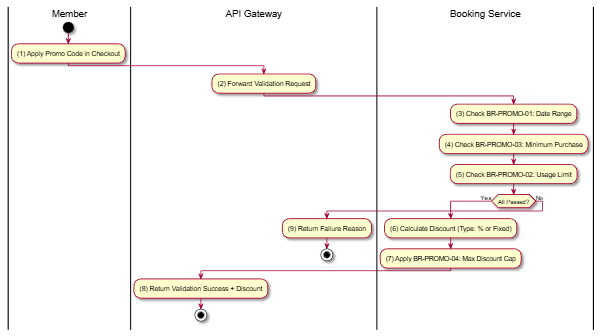 Member
API Gateway
Booking Service
(1) Apply Promo Code in Checkout
(2) Forward Validation Request
(3) Check BR-PROMO-01: Date Range
(4) Check BR-PROMO-03: Minimum Purchase
(5) Check BR-PROMO-02: Usage Limit
Yes
All Passed?
No
(9) Return Failure Reason
(6) Calculate Discount (Type: % or Fixed)
(7) Apply BR-PROMO-04: Max Discount Cap
(8) Return Validation Success + Discount